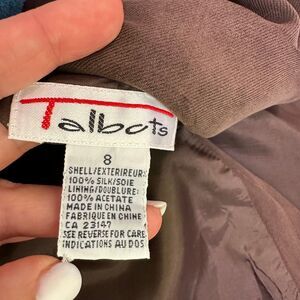 Talbots
8
SHELL/EXTERIEURE:
100% SILK/SOIE
LINING/DOUBLURE:
100% ACETATE
MADE IN CHINA
FABRIQUE EN CHINE
CA 23147
SEE REVERSE FOR CARE
INDICATIONS AU DOS